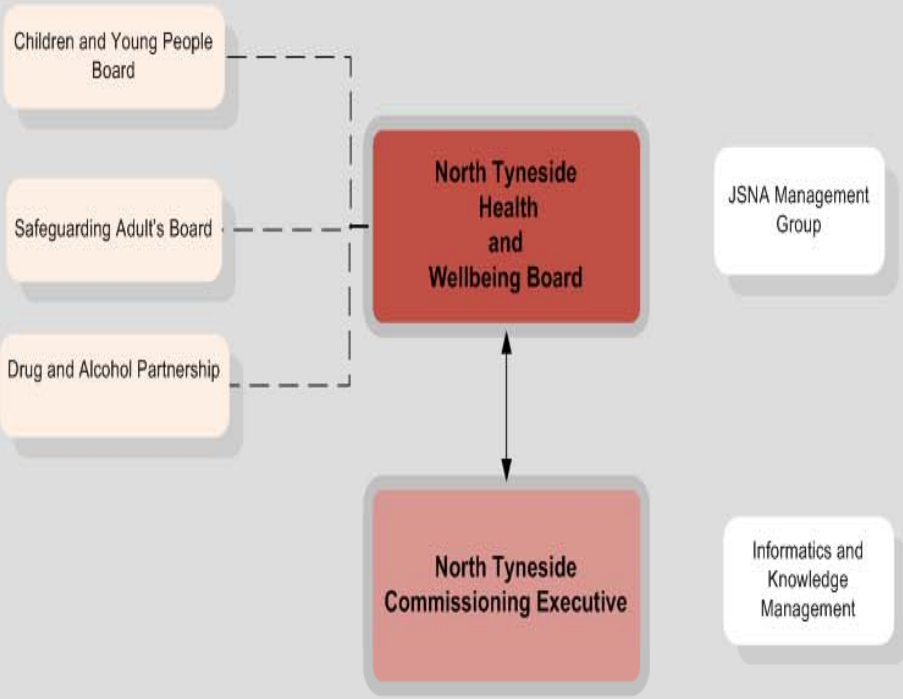 Children and Young People
Board
Safeguarding Adult's Board
Drug and Alcohol Partnership
North Tyneside
Health
and
Wellbeing Board
North Tyneside
Commissioning Executive
JSNA Management
Group
Informatics and
Knowledge
Management